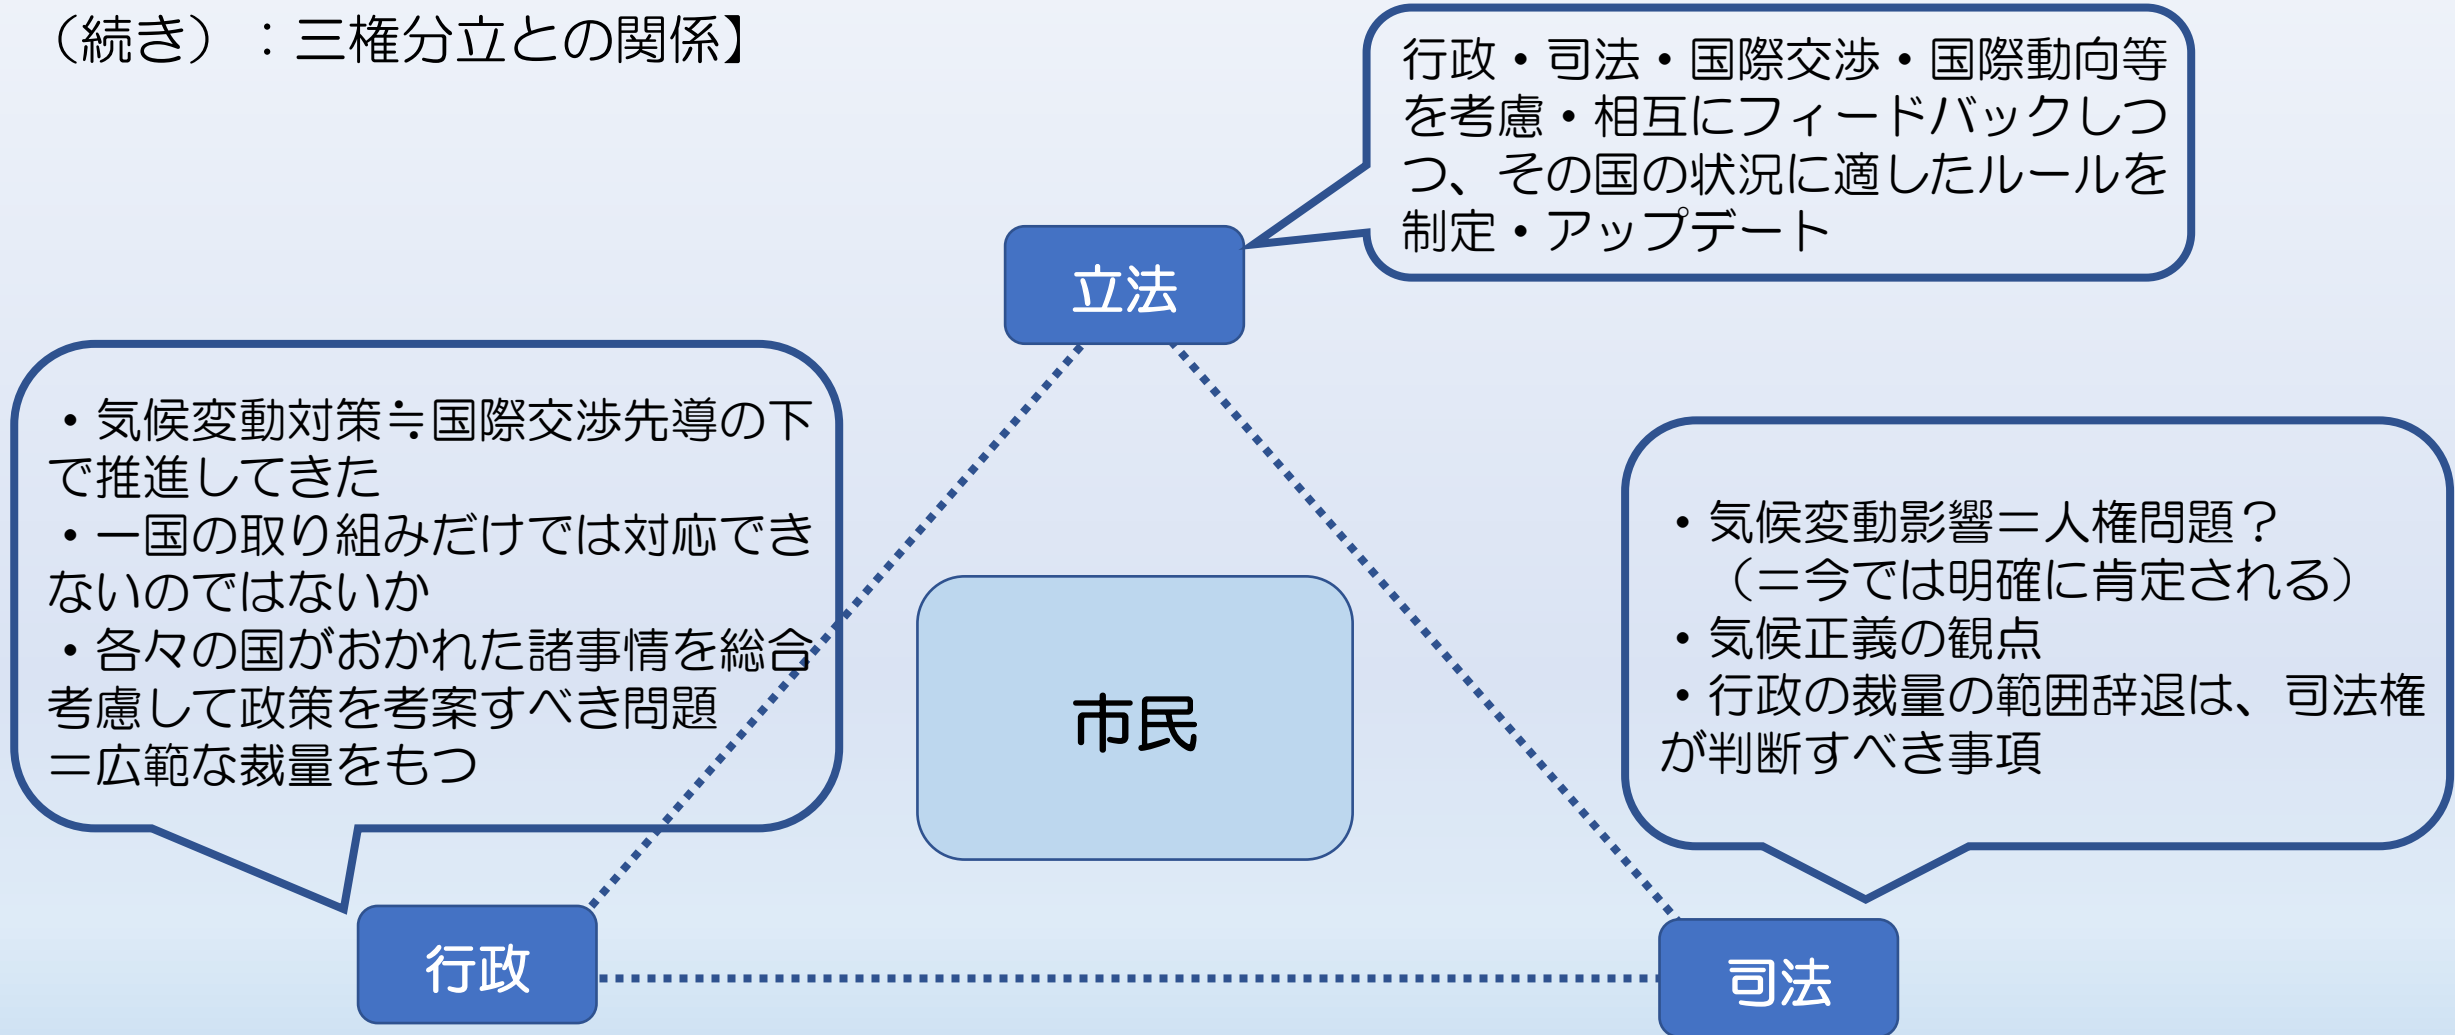 （続き）：三権分立との関係】
行政・司法・国際交渉・国際動向等
を考慮・相互にフィードバックしつ
つ、その国の状況に適したルールを
制定・アップデート
立法
・気候変動対策≒国際交渉先導の下
で推進してきた
・一国の取り組みだけでは対応でき
ないのではないか
・各々の国がおかれた諸事情を総合
考慮して政策を考案すべき問題
＝広範な裁量をもつ
・気候変動影響＝人権問題？
（＝今では明確に肯定される）
・気候正義の観点
・行政の裁量の範囲辞退は、司法権
が判断すべき事項
市民
行政
司法